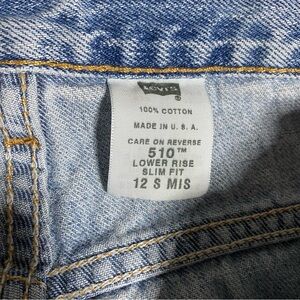 LEVI'S
®
100% COTTON
MADE IN U. S. A.
CARE ON REVERSE
510™
LOWER RISE
SLIM FIT
12 S MIS